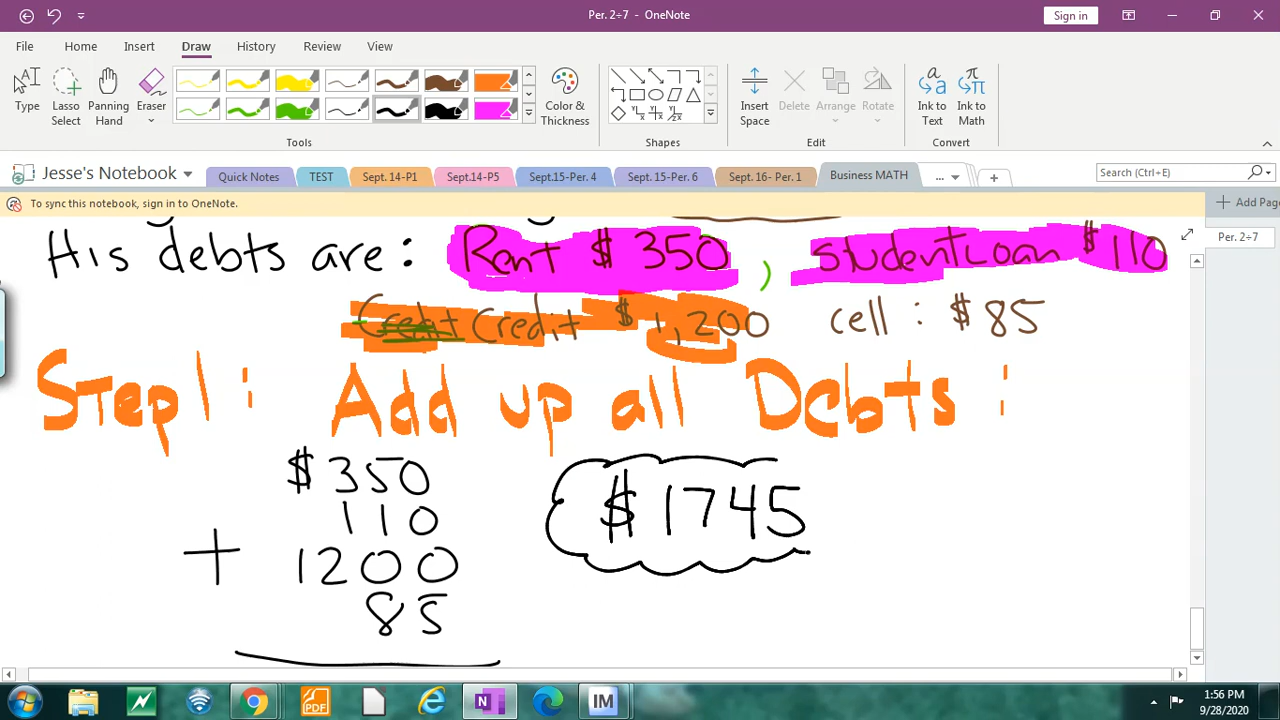 Per. 2÷7 - OneNote
Sign in
File Home Insert Draw History Review View
Type
Lasso Select
Panning Hand
Eraser
Color & Thickness
Insert Space
Delete
Arrange
Rotate
Ink to Text
Ink to Math
Tools
Shapes
Edit
Convert
Jesse's Notebook
Quick Notes
TEST
Sept. 14-P1
Sept.14-P5
Sept.15-Per. 4
Sept. 15-Per. 6
Sept. 16- Per. 1
Business MATH
...
Search (Ctrl+E)
To sync this notebook, sign in to OneNote.
Add Page
Per. 2÷7
His debts are: Rent $350, Student Loan $110
Credit Credit $1,200 cell: $85
Step 1: Add up all Debts:
$350
110
+ 1200
85
$1745
IM
1:56 PM
9/28/2020